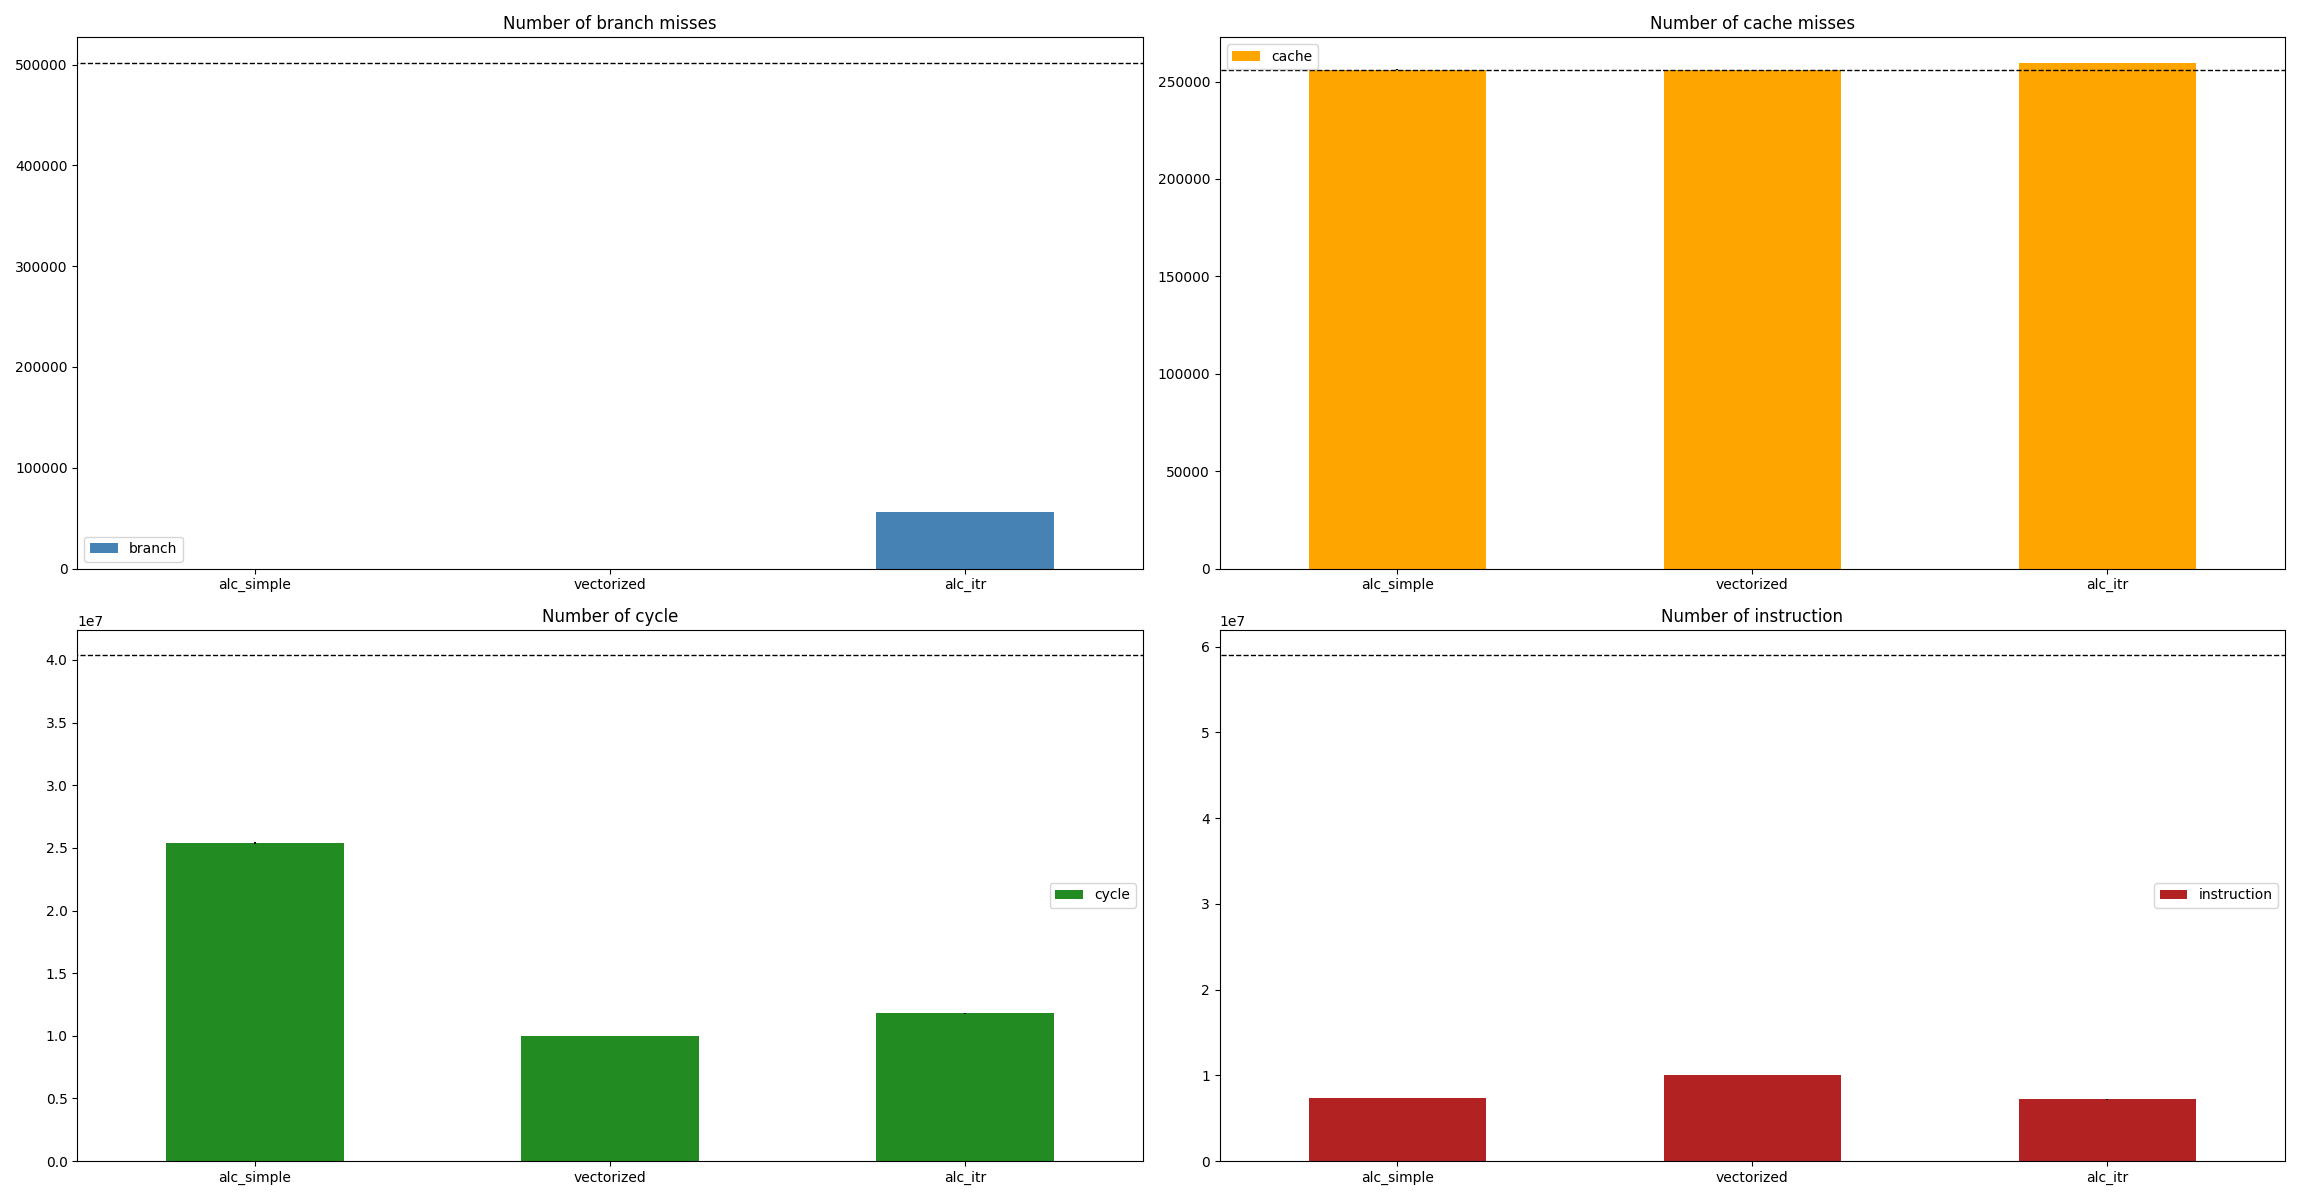 Number of branch misses
500000
400000
300000
200000
100000
0
branch
alc_simple vectorized alc_itr
Number of cache misses
cache
250000
200000
150000
100000
50000
0
alc_simple vectorized alc_itr
Number of cycle
1e7
4.0
3.5
3.0
2.5
2.0
1.5
1.0
0.5
0.0
cycle
alc_simple vectorized alc_itr
Number of instruction
1e7
6
5
4
3
2
1
0
instruction
alc_simple vectorized alc_itr